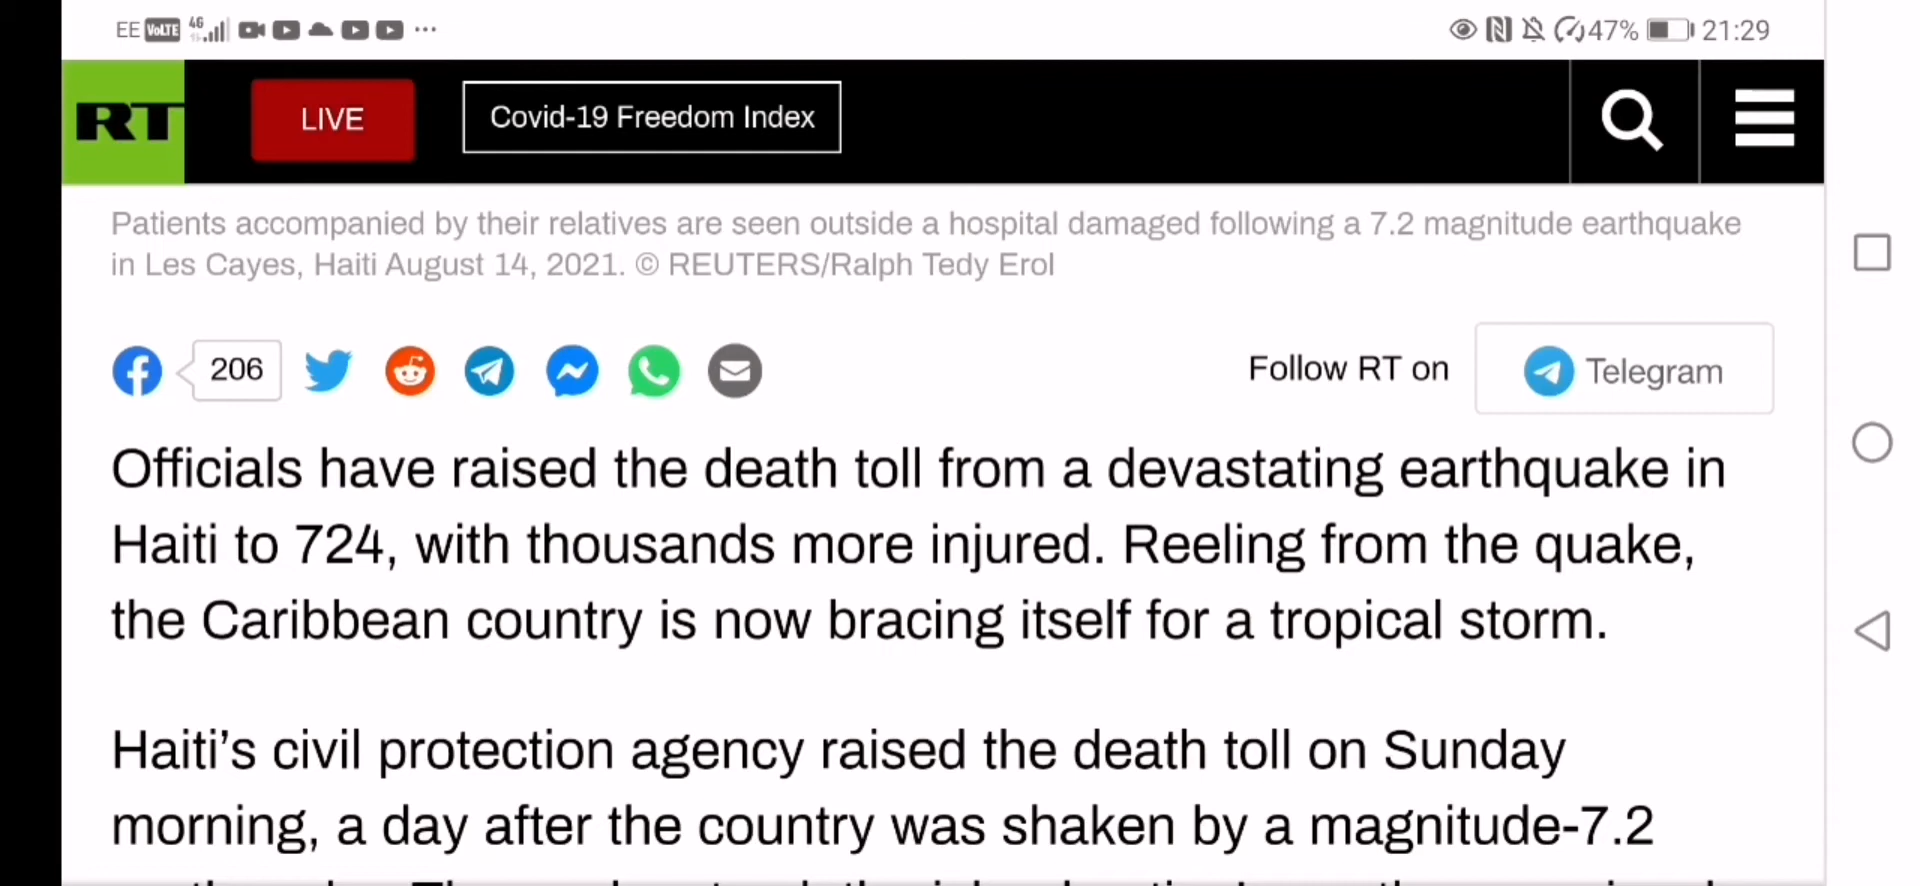 EE VoLTE 4G 47% 21:29
RT LIVE Covid-19 Freedom Index
Patients accompanied by their relatives are seen outside a hospital damaged following a 7.2 magnitude earthquake
in Les Cayes, Haiti August 14, 2021. © REUTERS/Ralph Tedy Erol
206 Follow RT on Telegram
Officials have raised the death toll from a devastating earthquake in
Haiti to 724, with thousands more injured. Reeling from the quake,
the Caribbean country is now bracing itself for a tropical storm.
Haiti’s civil protection agency raised the death toll on Sunday
morning, a day after the country was shaken by a magnitude-7.2